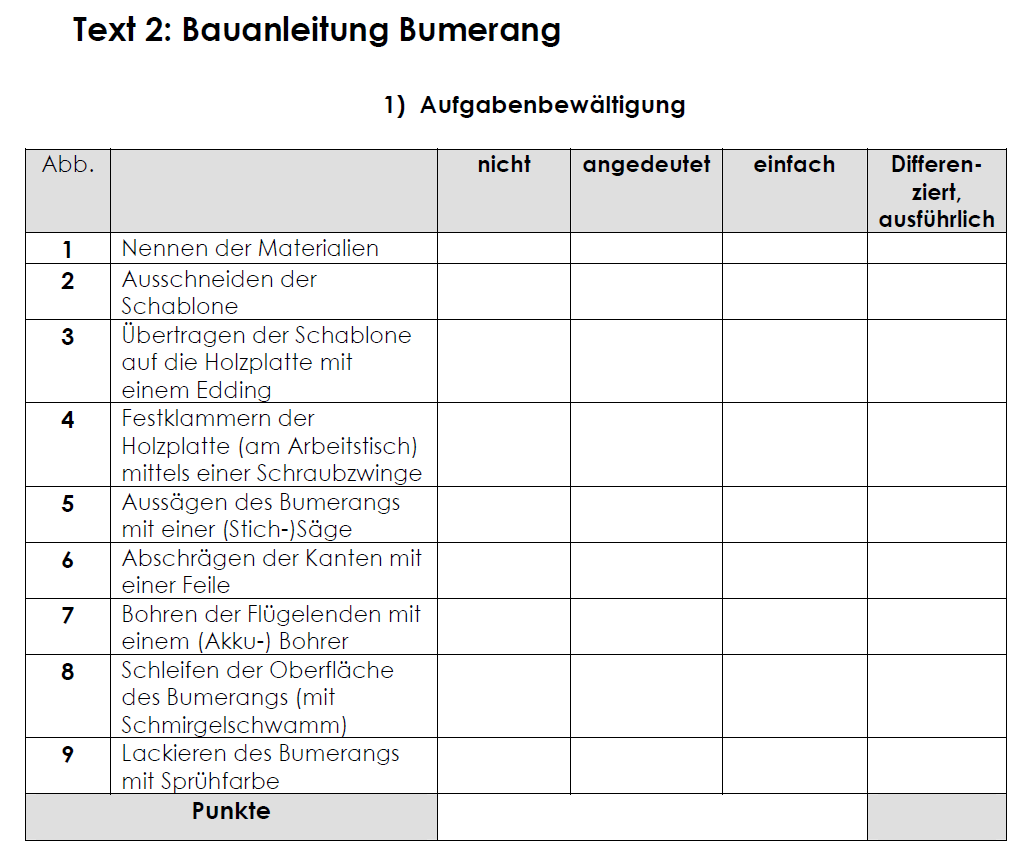 Text 2: Bauanleitung Bumerang
1) Aufgabenbewältigung
Abb. nicht angedeutet einfach Differen-
ziert,
ausführlich
1 Nennen der Materialien
2 Ausschneiden der
Schablone
3 Übertragen der Schablone
auf die Holzplatte mit
einem Edding
4 Festklammern der
Holzplatte (am Arbeitstisch)
mittels einer Schraubzwinge
5 Aussägen des Bumerangs
mit einer (Stich-)Säge
6 Abschrägen der Kanten mit
einer Feile
7 Bohren der Flügelenden mit
einem (Akku-) Bohrer
8 Schleifen der Oberfläche
des Bumerangs (mit
Schmirgelschwamm)
9 Lackieren des Bumerangs
mit Sprühfarbe
Punkte